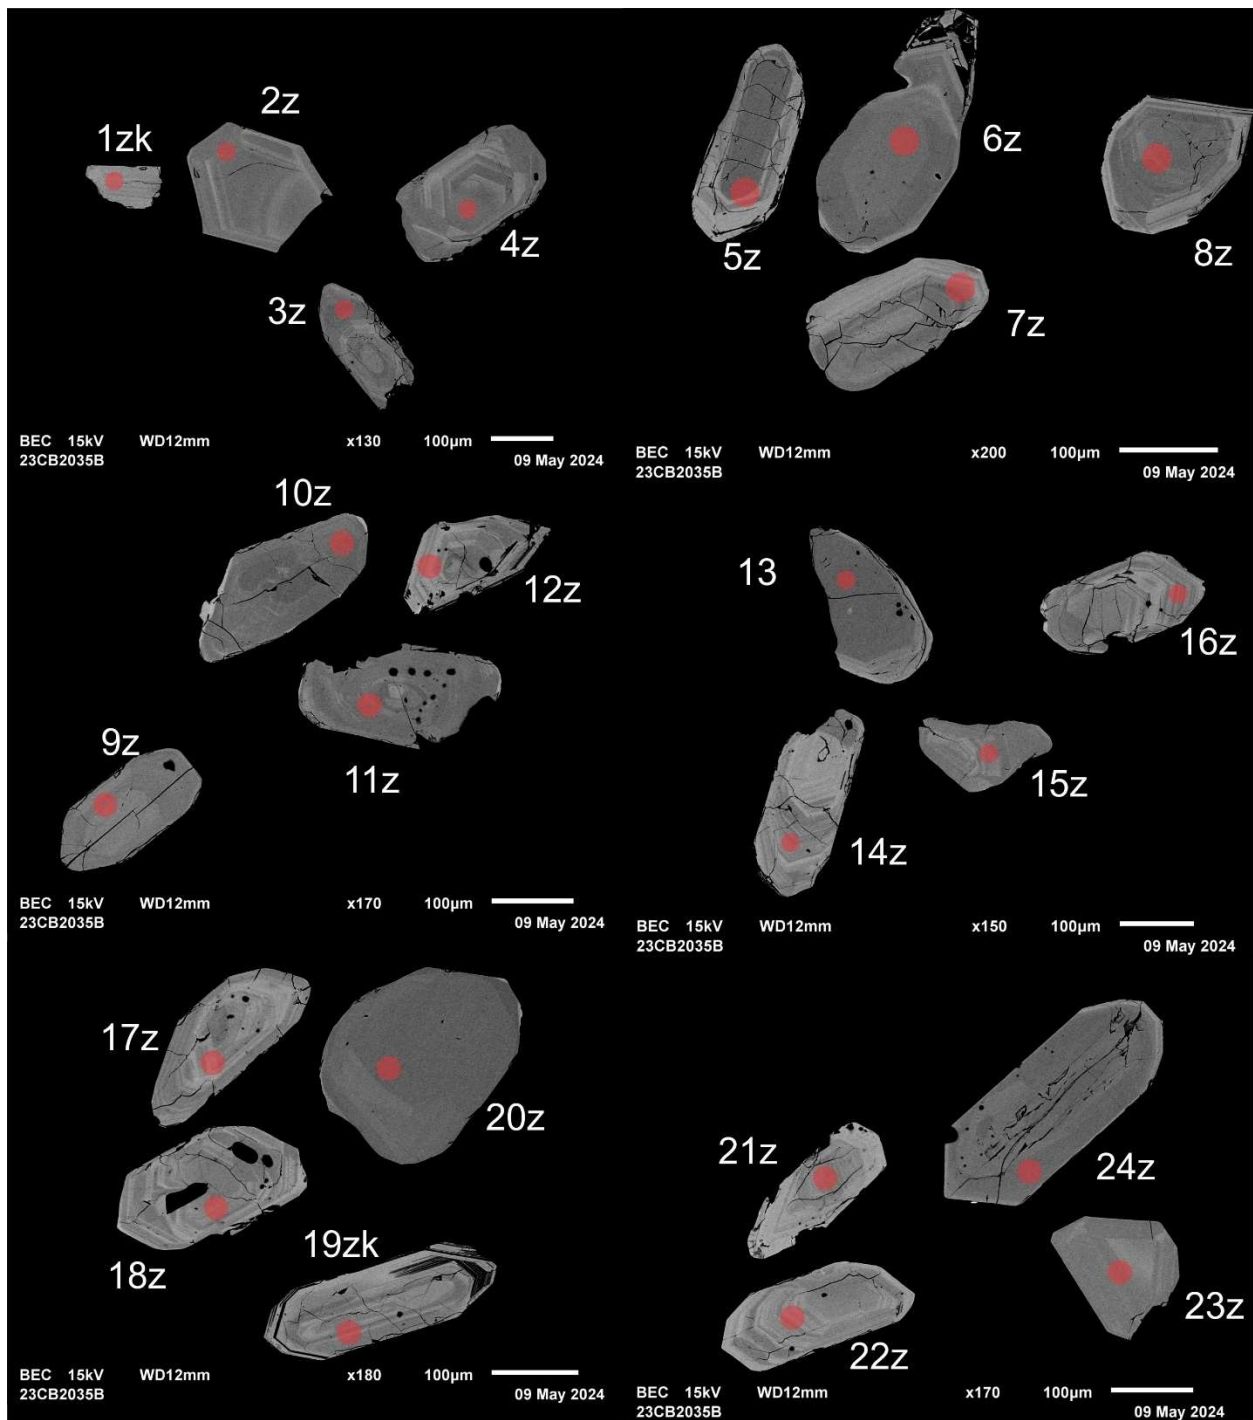 1zk
2z
3z
4z
BEC 15kV WD12mm x130 100µm
23CB2035B 09 May 2024
5z
6z
7z
8z
BEC 15kV WD12mm x200 100µm
23CB2035B 09 May 2024
9z
10z
11z
12z
BEC 15kV WD12mm x170 100µm
23CB2035B 09 May 2024
13
14z
15z
16z
BEC 15kV WD12mm x150 100µm
23CB2035B 09 May 2024
17z
18z
19zk
20z
BEC 15kV WD12mm x180 100µm
23CB2035B 09 May 2024
21z
22z
23z
24z
BEC 15kV WD12mm x170 100µm
23CB2035B 09 May 2024